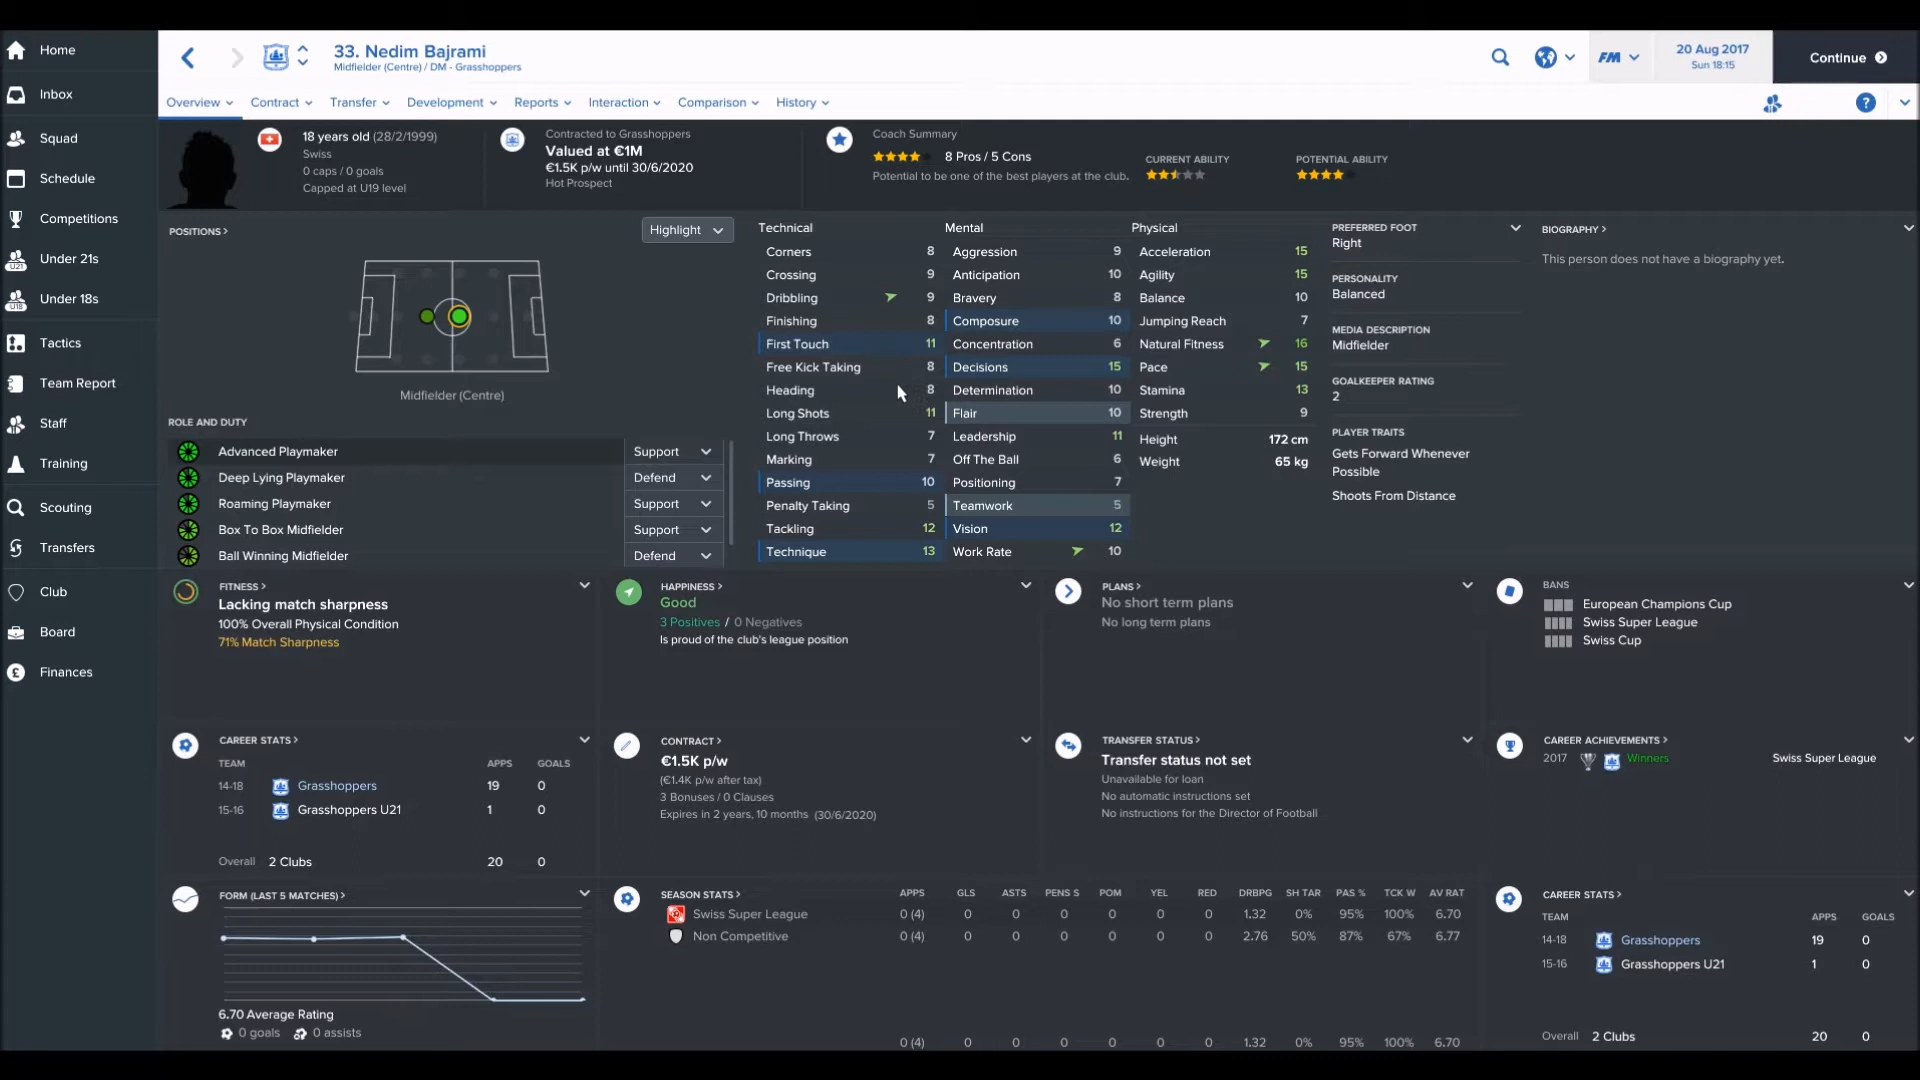 Home
Inbox
Squad
Schedule
Competitions
U21
Under 21s
U18
Under 18s
Tactics
Team Report
Staff
Training
Scouting
Transfers
Club
Board
Finances
33. Nedim Bajrami
Midfielder (Centre) / DM - Grasshoppers
FM
20 Aug 2017
Sun 18:15
Continue
Overview
Contract
Transfer
Development
Reports
Interaction
Comparison
History
?
18 years old (28/2/1999)
Swiss
0 caps / 0 goals
Capped at U19 level
Contracted to Grasshoppers
Valued at €1M
€1.5K p/w until 30/6/2020
Hot Prospect
Coach Summary
8 Pros / 5 Cons
Potential to be one of the best players at the club.
CURRENT ABILITY
POTENTIAL ABILITY
POSITIONS >
Highlight
Midfielder (Centre)
ROLE AND DUTY
Advanced Playmaker Support
Deep Lying Playmaker Defend
Roaming Playmaker Support
Box To Box Midfielder Support
Ball Winning Midfielder Defend
Technical
Corners 8
Crossing 9
Dribbling 9
Finishing 8
First Touch 11
Free Kick Taking 8
Heading 8
Long Shots 11
Long Throws 7
Marking 7
Passing 10
Penalty Taking 5
Tackling 12
Technique 13
Mental
Aggression 9
Anticipation 10
Bravery 8
Composure 10
Concentration 6
Decisions 15
Determination 10
Flair 10
Leadership 11
Off The Ball 6
Positioning 7
Teamwork 5
Vision 12
Work Rate 10
Physical
Acceleration 15
Agility 15
Balance 10
Jumping Reach 7
Natural Fitness 16
Pace 15
Stamina 13
Strength 9
Height 172 cm
Weight 65 kg
PREFERRED FOOT
Right
PERSONALITY
Balanced
MEDIA DESCRIPTION
Midfielder
GOALKEEPER RATING
2
PLAYER TRAITS
Gets Forward Whenever
Possible
Shoots From Distance
BIOGRAPHY >
This person does not have a biography yet.
FITNESS >
Lacking match sharpness
100% Overall Physical Condition
71% Match Sharpness
HAPPINESS >
Good
3 Positives / 0 Negatives
Is proud of the club's league position
PLANS >
No short term plans
No long term plans
BANS
European Champions Cup
Swiss Super League
Swiss Cup
CAREER STATS >
TEAM APPS GOALS
14-18 Grasshoppers 19 0
15-16 Grasshoppers U21 1 0
Overall 2 Clubs 20 0
CONTRACT >
€1.5K p/w
(€1.4K p/w after tax)
3 Bonuses / 0 Clauses
Expires in 2 years, 10 months (30/6/2020)
TRANSFER STATUS >
Transfer status not set
Unavailable for loan
No automatic instructions set
No instructions for the Director of Football
CAREER ACHIEVEMENTS >
2017 Winners Swiss Super League
FORM (LAST 5 MATCHES) >
6.70 Average Rating
0 goals 0 assists
SEASON STATS > APPS GLS ASTS PENS S POM YEL RED DRBPG SH TAR PAS % TCK W AV RAT
Swiss Super League 0 (4) 0 0 0 0 0 0 1.32 0% 95% 100% 6.70
Non Competitive 0 (4) 0 0 0 0 0 0 2.76 50% 87% 67% 6.77
0 (4) 0 0 0 0 0 0 1.32 0% 95% 100% 6.70
CAREER STATS >
TEAM APPS GOALS
14-18 Grasshoppers 19 0
15-16 Grasshoppers U21 1 0
Overall 2 Clubs 20 0